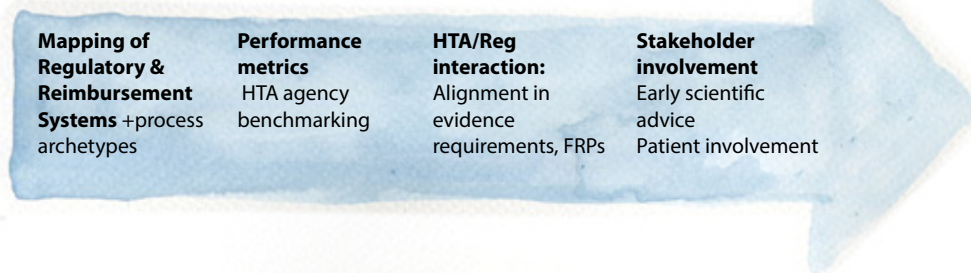 Mapping of
Regulatory &
Reimbursement
Systems +process
archetypes
Performance
metrics
HTA agency
benchmarking
HTA/Reg
interaction:
Alignment in
evidence
requirements, FRPs
Stakeholder
involvement
Early scientific
advice
Patient involvement